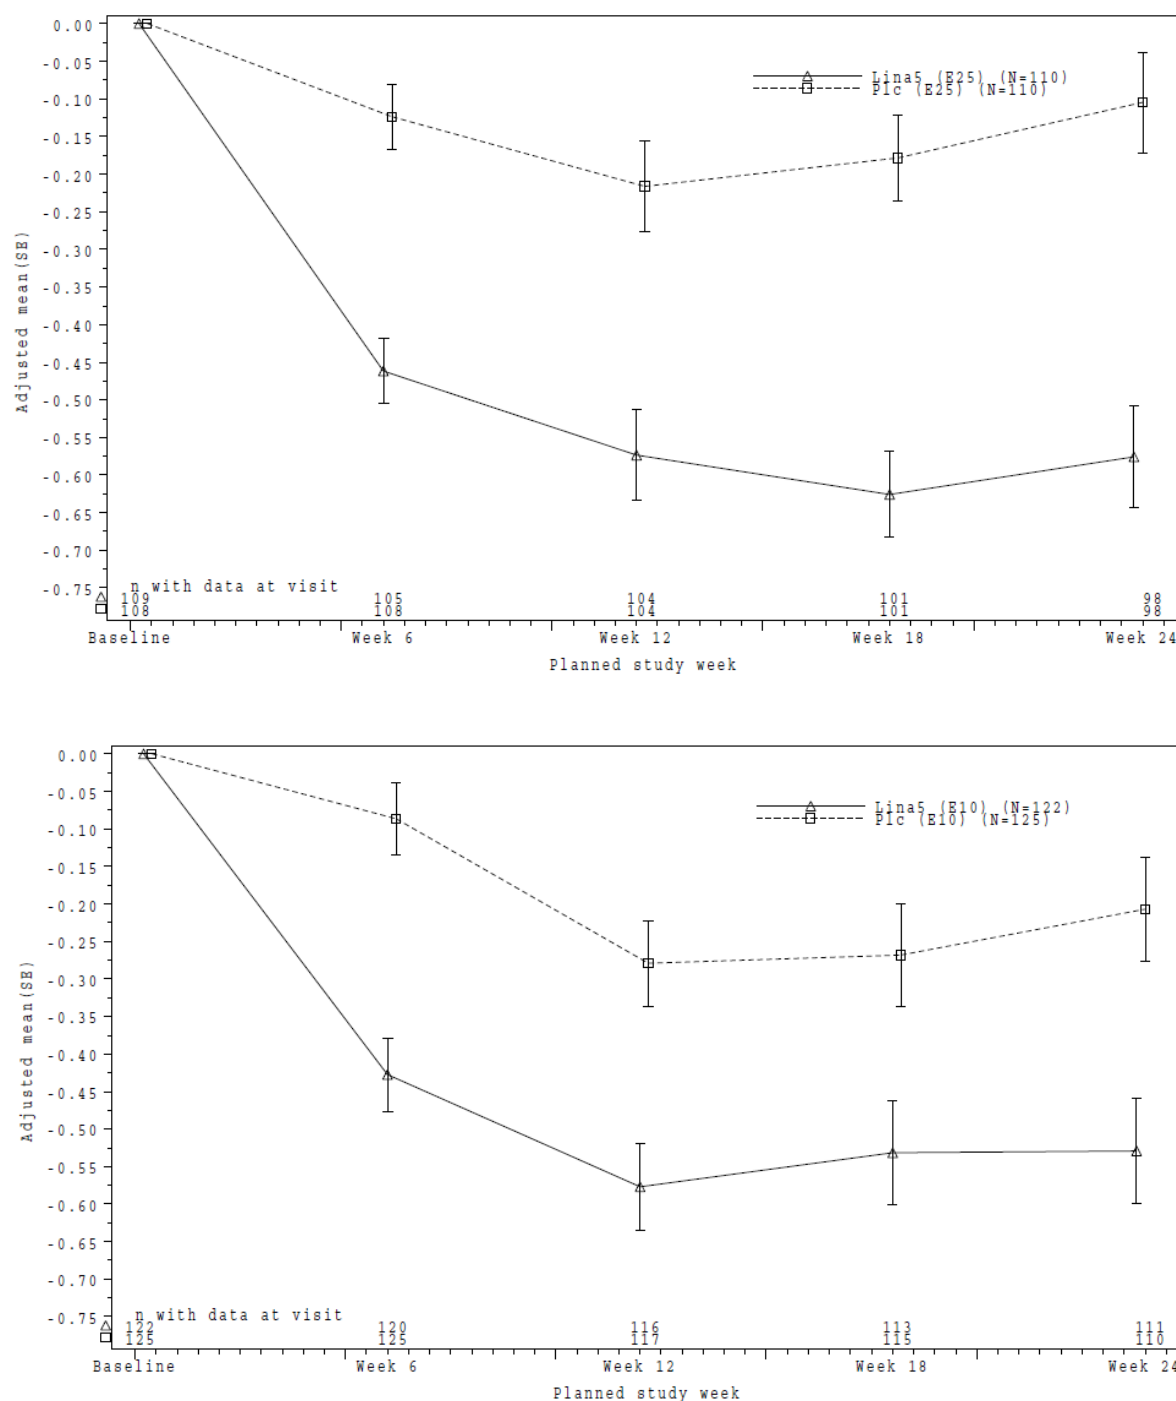 0.00
-0.05
-0.10
-0.15
-0.20
-0.25
-0.30
-0.35
-0.40
-0.45
-0.50
-0.55
-0.60
-0.65
-0.70
-0.75
Adjusted mean(SE)
Lina5 (E25) (N=110)
Plc (E25) (N=110)
n with data at visit
109 105 104 101 98
108 108 104 101 98
Baseline Week 6 Week 12 Week 18 Week 24
Planned study week
0.00
-0.05
-0.10
-0.15
-0.20
-0.25
-0.30
-0.35
-0.40
-0.45
-0.50
-0.55
-0.60
-0.65
-0.70
-0.75
Adjusted mean(SE)
Lina5 (E10) (N=122)
Plc (E10) (N=125)
n with data at visit
122 120 116 113 111
125 125 117 115 110
Baseline Week 6 Week 12 Week 18 Week 24
Planned study week